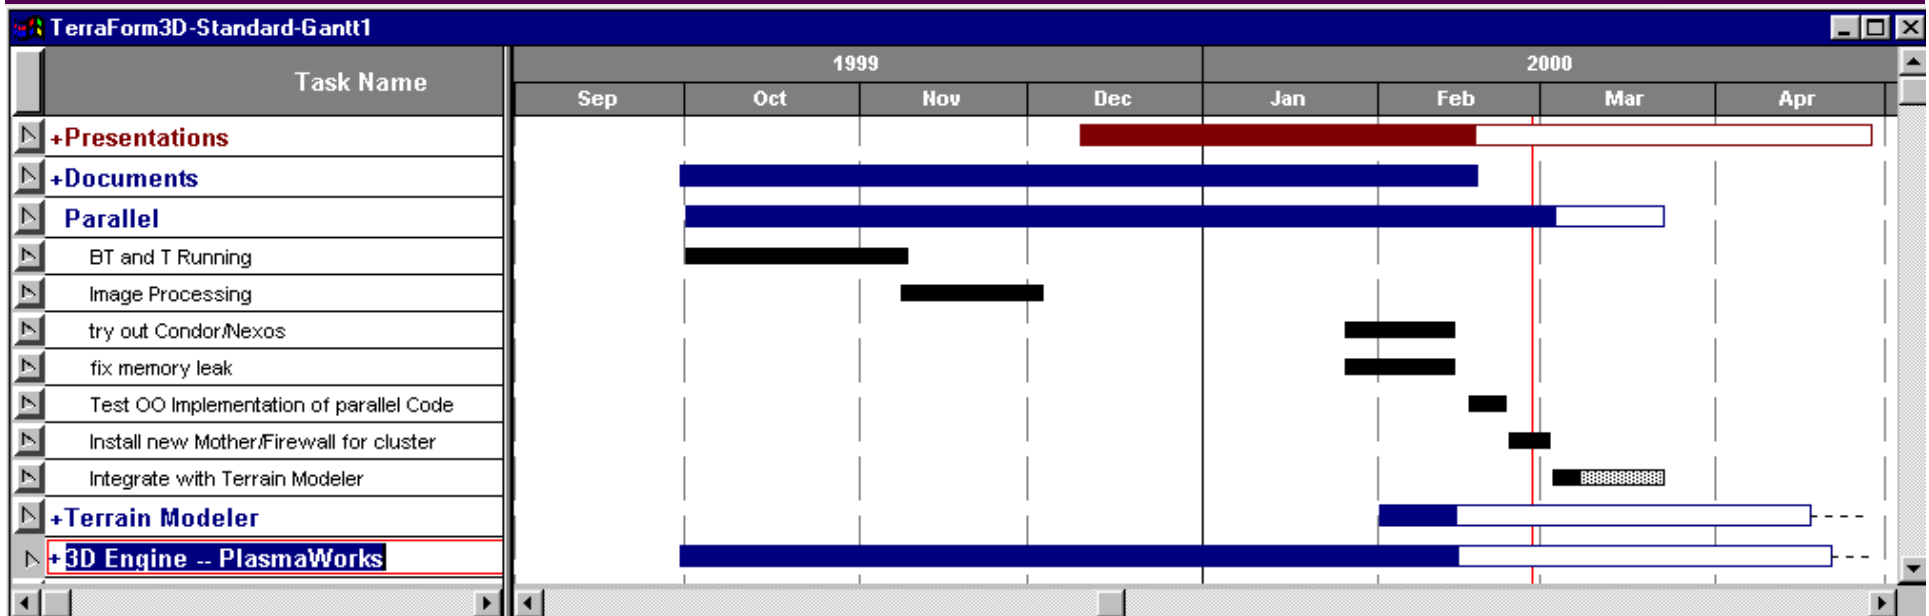 TerraForm3D-Standard-Gantt1
Task Name
1999 2000
Sep Oct Nov Dec Jan Feb Mar Apr
+Presentations
+Documents
Parallel
BT and T Running
Image Processing
try out Condor/Nexos
fix memory leak
Test OO Implementation of parallel Code
Install new Mother/Firewall for cluster
Integrate with Terrain Modeler
+Terrain Modeler
+3D Engine -- PlasmaWorks